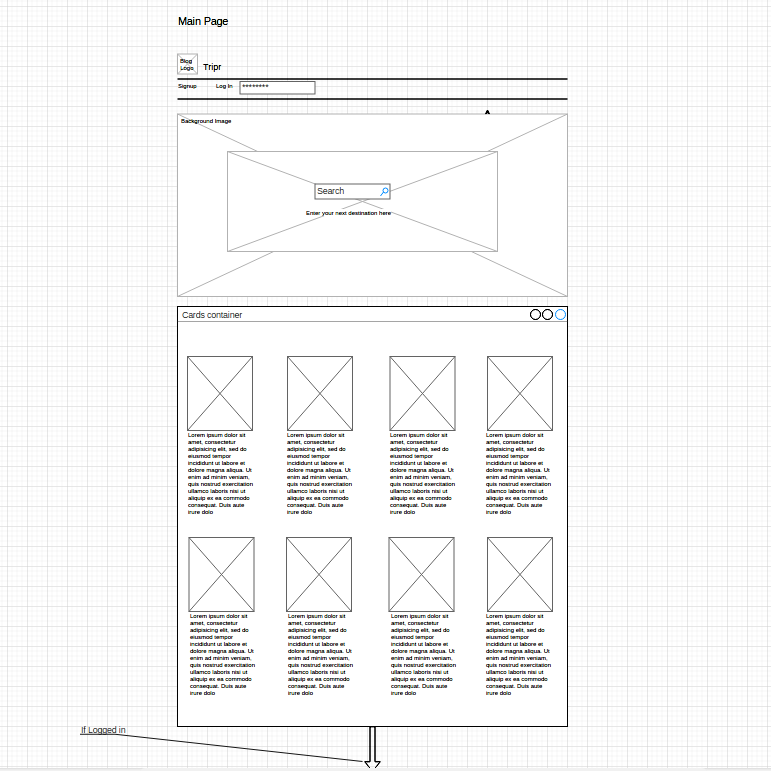 Main Page
Blog
Logo
Tripr
Signup
Log In
********
Background Image
Search
Enter your next destination here
Cards container
Lorem ipsum dolor sit
amet, consectetur
adipisicing elit, sed do
eiusmod tempor
incididunt ut labore et
dolore magna aliqua. Ut
enim ad minim veniam,
quis nostrud exercitation
ullamco laboris nisi ut
aliquip ex ea commodo
consequat. Duis aute
irure dolo
Lorem ipsum dolor sit
amet, consectetur
adipisicing elit, sed do
eiusmod tempor
incididunt ut labore et
dolore magna aliqua. Ut
enim ad minim veniam,
quis nostrud exercitation
ullamco laboris nisi ut
aliquip ex ea commodo
consequat. Duis aute
irure dolo
Lorem ipsum dolor sit
amet, consectetur
adipisicing elit, sed do
eiusmod tempor
incididunt ut labore et
dolore magna aliqua. Ut
enim ad minim veniam,
quis nostrud exercitation
ullamco laboris nisi ut
aliquip ex ea commodo
consequat. Duis aute
irure dolo
Lorem ipsum dolor sit
amet, consectetur
adipisicing elit, sed do
eiusmod tempor
incididunt ut labore et
dolore magna aliqua. Ut
enim ad minim veniam,
quis nostrud exercitation
ullamco laboris nisi ut
aliquip ex ea commodo
consequat. Duis aute
irure dolo
Lorem ipsum dolor sit
amet, consectetur
adipisicing elit, sed do
eiusmod tempor
incididunt ut labore et
dolore magna aliqua. Ut
enim ad minim veniam,
quis nostrud exercitation
ullamco laboris nisi ut
aliquip ex ea commodo
consequat. Duis aute
irure dolo
Lorem ipsum dolor sit
amet, consectetur
adipisicing elit, sed do
eiusmod tempor
incididunt ut labore et
dolore magna aliqua. Ut
enim ad minim veniam,
quis nostrud exercitation
ullamco laboris nisi ut
aliquip ex ea commodo
consequat. Duis aute
irure dolo
Lorem ipsum dolor sit
amet, consectetur
adipisicing elit, sed do
eiusmod tempor
incididunt ut labore et
dolore magna aliqua. Ut
enim ad minim veniam,
quis nostrud exercitation
ullamco laboris nisi ut
aliquip ex ea commodo
consequat. Duis aute
irure dolo
Lorem ipsum dolor sit
amet, consectetur
adipisicing elit, sed do
eiusmod tempor
incididunt ut labore et
dolore magna aliqua. Ut
enim ad minim veniam,
quis nostrud exercitation
ullamco laboris nisi ut
aliquip ex ea commodo
consequat. Duis aute
irure dolo
If Logged in